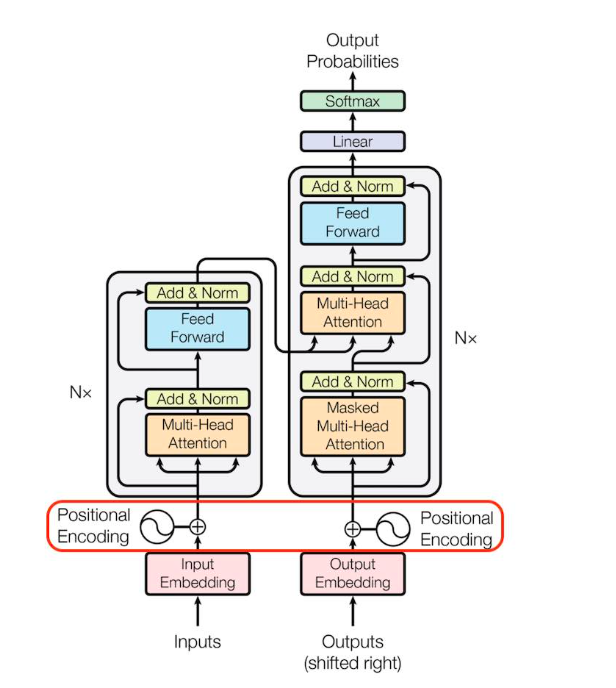 Output
Probabilities
Softmax
Linear
Add & Norm
Feed
Forward
Add & Norm
Multi-Head
Attention
Add & Norm
Masked
Multi-Head
Attention
Nx
Add & Norm
Feed
Forward
Add & Norm
Multi-Head
Attention
Nx
Positional
Encoding
Positional
Encoding
Input
Embedding
Output
Embedding
Inputs
Outputs
(shifted right)